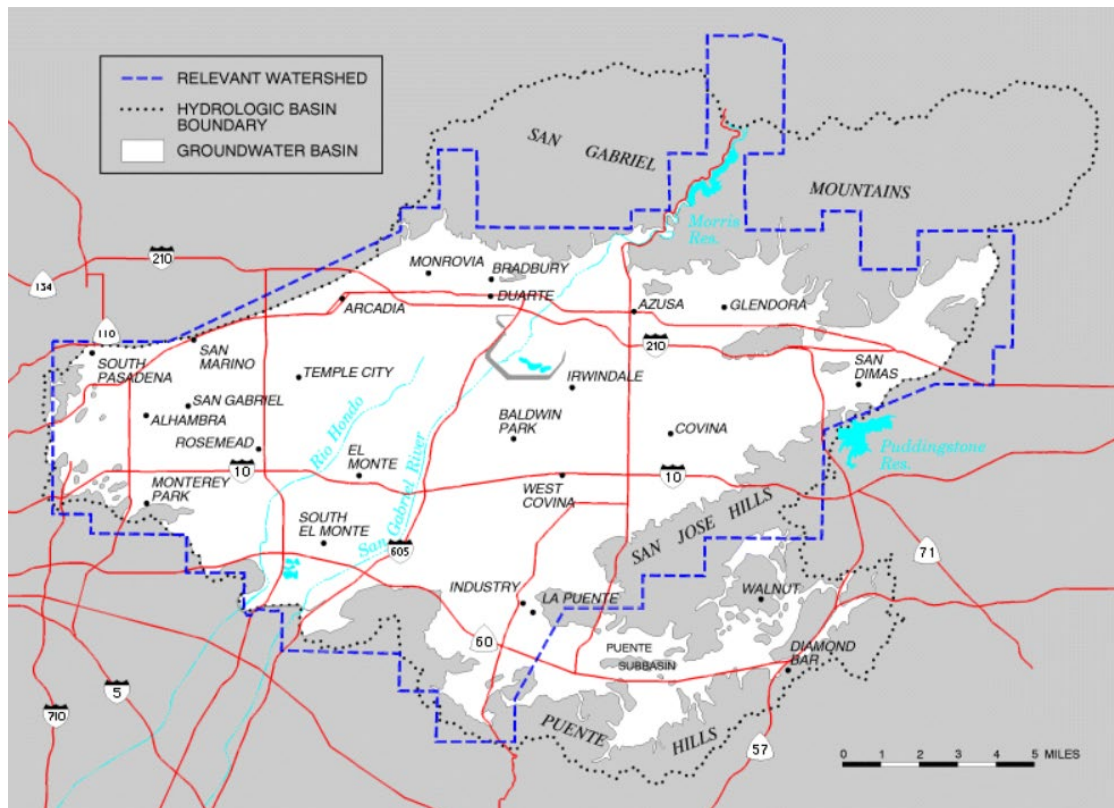 RELEVANT WATERSHED
HYDROLOGIC BASIN
BOUNDARY
GROUNDWATER BASIN
SAN GABRIEL
MOUNTAINS
Morris
Res.
210
134
MONROVIA
BRADBURY
DUARTE
ARCADIA
AZUSA
GLENDORA
110
SOUTH
PASADENA
SAN
MARINO
210
TEMPLE CITY
IRWINDALE
SAN
DIMAS
SAN GABRIEL
ALHAMBRA
Rio Hondo
BALDWIN
PARK
COVINA
Puddingstone
Res.
ROSEMEAD
EL
MONTE
San Gabriel River
10
10
MONTEREY
PARK
WEST
COVINA
SOUTH
EL MONTE
605
SAN JOSE HILLS
71
INDUSTRY
LA PUENTE
WALNUT
60
PUENTE
SUBBASIN
DIAMOND
BAR
5
710
PUENTE
HILLS
57
0 1 2 3 4 5 MILES